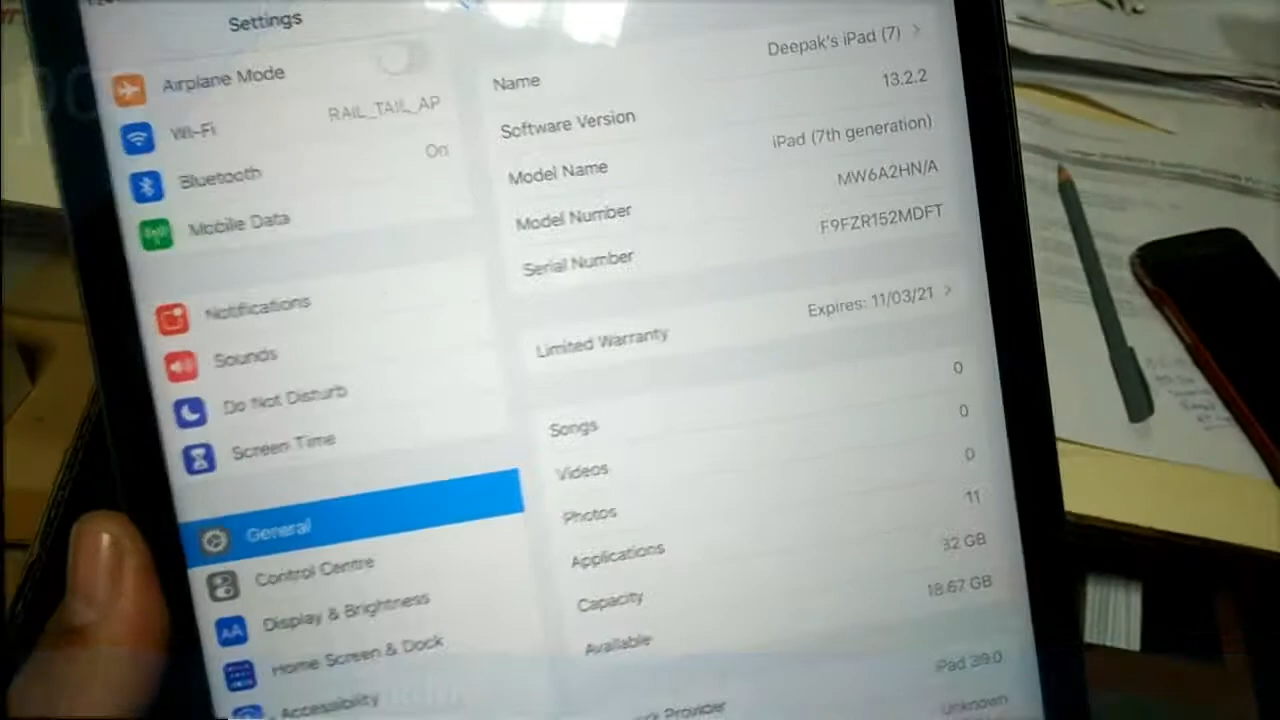 Settings
Airplane Mode
Wi-Fi RAIL_TAIL_AP
Bluetooth On
Mobile Data
Notifications
Sounds
Do Not Disturb
Screen Time
General
Control Centre
Display & Brightness
Home Screen & Dock
Accessibility
Name Deepak's iPad (7)
Software Version 13.2.2
Model Name iPad (7th generation)
Model Number MW6A2HN/A
Serial Number F9FZR152MDFT
Limited Warranty Expires: 11/03/21
Songs 0
Videos 0
Photos 0
Applications 11
Capacity 32 GB
Available 18.67 GB
iPad 39.0
Provider Unknown